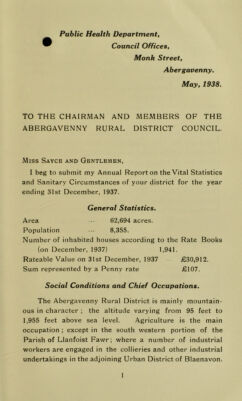 Public Health Department,
Council Offices,
Monk Street,
Abergavenny.
May, 1938.
TO THE CHAIRMAN AND MEMBERS OF THE
ABERGAVENNY RURAL DISTRICT COUNCIL.
MISS SAYCE AND GENTLEMEN,
I beg to submit my Annual Report on the Vital Statistics
and Sanitary Circumstances of your district for the year
ending 31st December, 1937.
General Statistics.
Area ... 62,694 acres.
Population ... 8,355.
Number of inhabited houses according to the Rate Books
(on December, 1937) 1,941.
Rateable Value on 31st December, 1937 £30,912.
Sum represented by a Penny rate £107.
Social Conditions and Chief Occupations.
The Abergavenny Rural District is mainly mountain-
ous in character ; the altitude varying from 95 feet to
1,955 feet above sea level. Agriculture is the main
occupation ; except in the south western portion of the
Parish of Llanfoist Fawr ; where a number of industrial
workers are engaged in the collieries and other industrial
undertakings in the adjoining Urban District of Blaenavon.
1